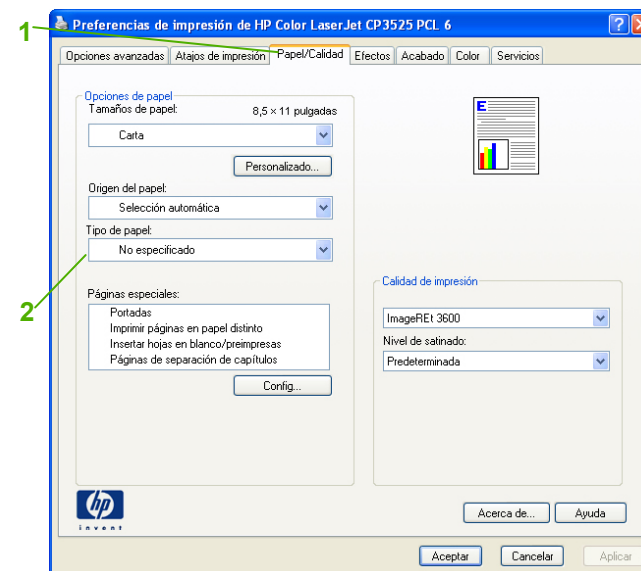 Preferencias de impresión de HP Color LaserJet CP3525 PCL 6
1
Opciones avanzadas Atajos de impresión Papel/Calidad Efectos Acabado Color Servicios
Opciones de papel
Tamaños de papel: 8,5 × 11 pulgadas
Carta
Personalizado...
Origen del papel:
Selección automática
Tipo de papel:
No especificado
2
Páginas especiales:
Portadas
Imprimir páginas en papel distinto
Insertar hojas en blanco/preimpresas
Páginas de separación de capítulos
Config...
E
Calidad de impresión
ImageREt 3600
Nivel de satinado:
Predeterminada
hp
invent
Acerca de... Ayuda
Aceptar Cancelar Aplicar